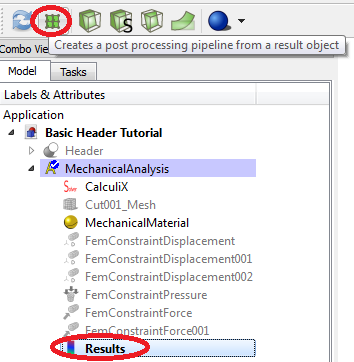 Creates a post processing pipeline from a result object
Combo Vie
Model
Tasks
Labels & Attributes
Application
Basic Header Tutorial
Header
MechanicalAnalysis
Solver
CalculiX
Cut001_Mesh
MechanicalMaterial
FemConstraintDisplacement
FemConstraintDisplacement001
FemConstraintDisplacement002
FemConstraintPressure
FemConstraintForce
FemConstraintForce001
Results